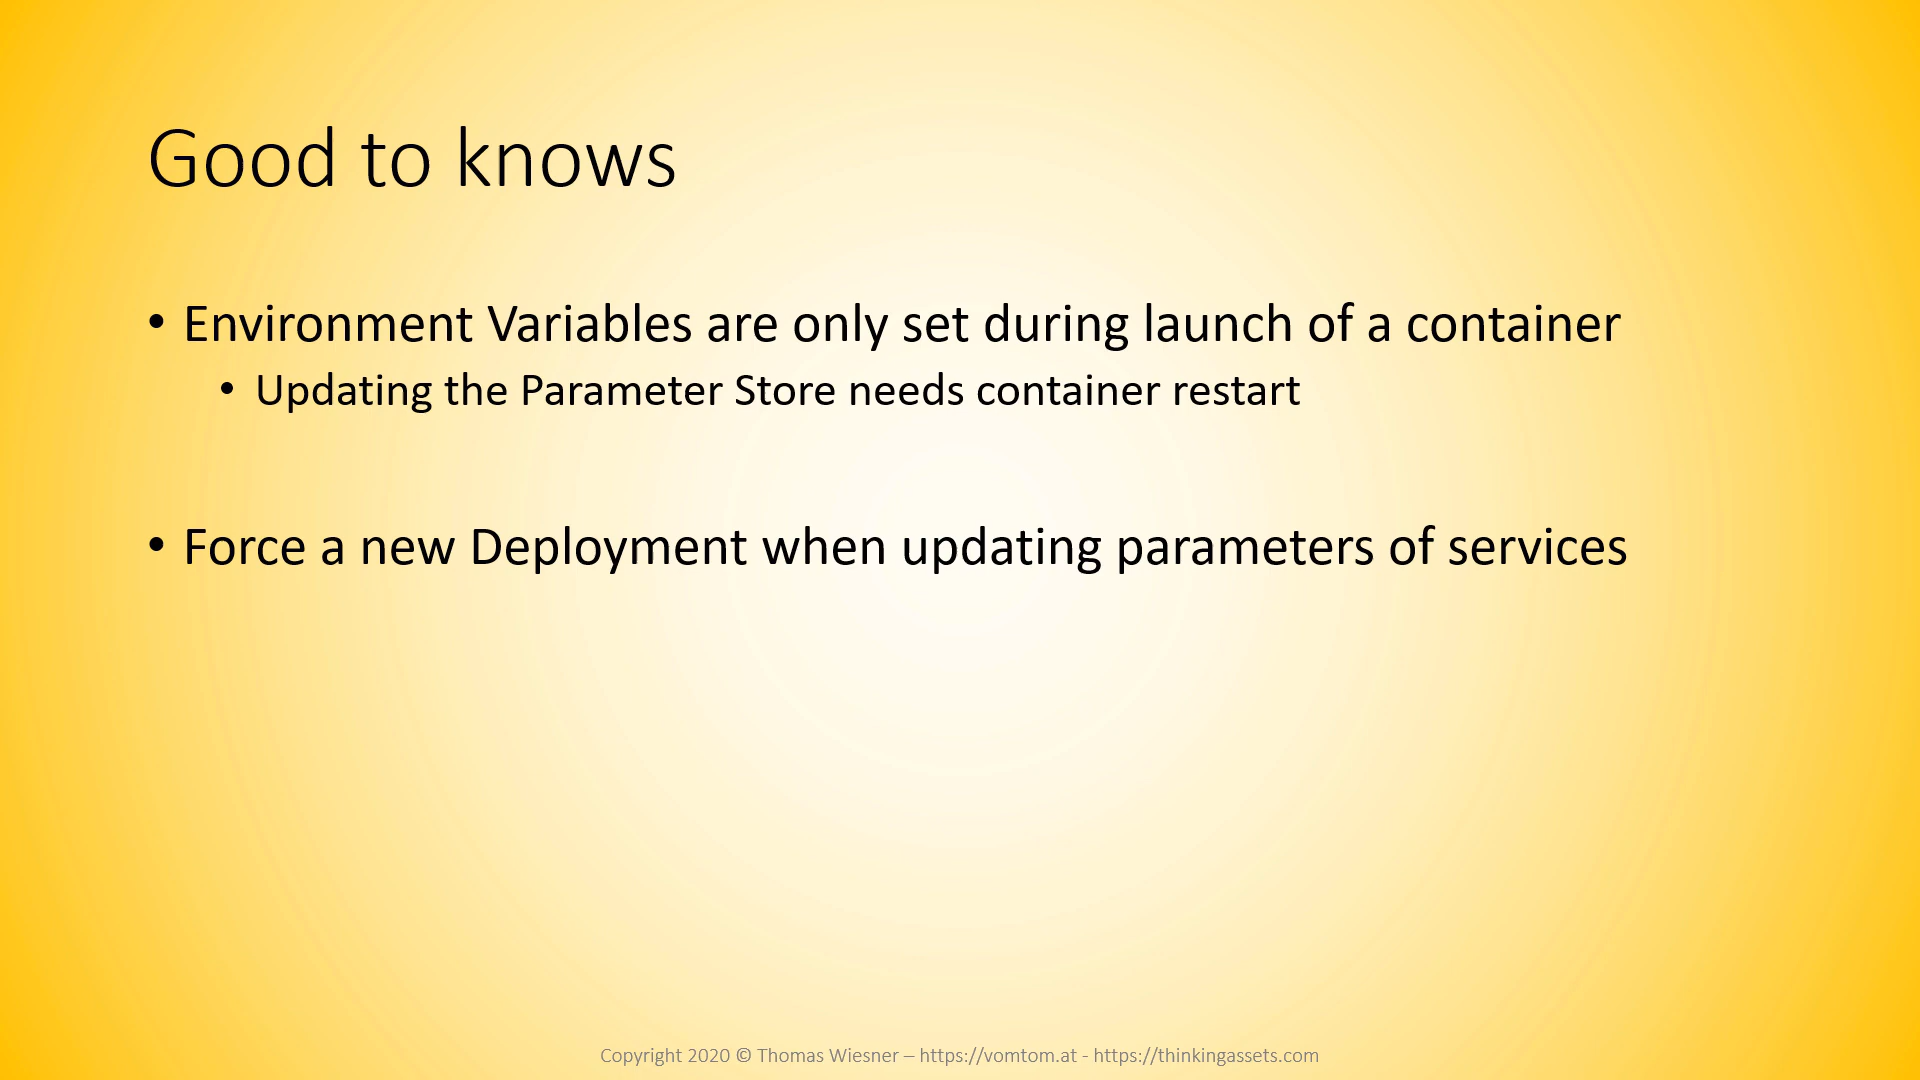 Good to knows
• Environment Variables are only set during launch of a container
• Updating the Parameter Store needs container restart
• Force a new Deployment when updating parameters of services
Copyright 2020 © Thomas Wiesner – https://vomtom.at - https://thinkingassets.com